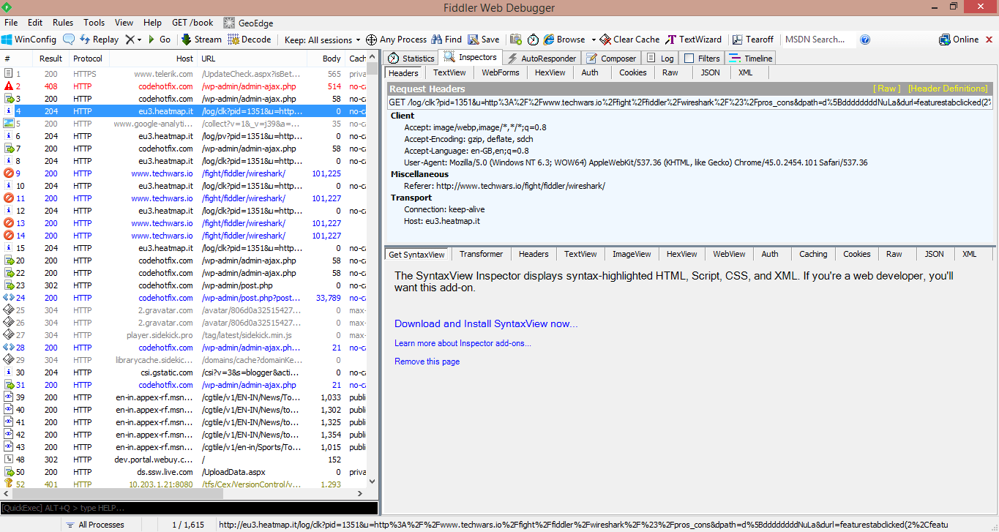 Fiddler Web Debugger
File Edit Rules Tools View Help GET /book GeoEdge
WinConfig Replay X Go Stream Decode Keep: All sessions Any Process Find Save Browse Clear Cache TextWizard Tearoff MSDN Search... Online
# Result Protocol Host URL Body Cach
1 200 HTTPS www.telerik.com /UpdateCheck.aspx?isBet... 565 priva
2 408 HTTP codehotfix.com /wp-admin/admin-ajax.php 514 no-ca
3 200 HTTP codehotfix.com /wp-admin/admin-ajax.php 58 no-ca
4 204 HTTP eu3.heatmap.it /log/clk?pid=1351&u=http... 0 no-ca
5 200 HTTP www.google-analyti... /collect?v=1&_v=j39&a=... 35 no-ca
6 204 HTTP eu3.heatmap.it /log/pv?pid=1351&u=http... 0 no-ca
7 200 HTTP codehotfix.com /wp-admin/admin-ajax.php 58 no-ca
8 204 HTTP eu3.heatmap.it /log/clk?pid=1351&u=http... 0 no-ca
9 200 HTTP www.techwars.io /fight/fiddler/wireshark/ 101,225
10 204 HTTP eu3.heatmap.it /log/clk?pid=1351&u=http... 0 no-ca
11 200 HTTP www.techwars.io /fight/fiddler/wireshark/ 101,227
12 204 HTTP eu3.heatmap.it /log/clk?pid=1351&u=http... 0 no-ca
13 200 HTTP www.techwars.io /fight/fiddler/wireshark/ 101,227
14 200 HTTP www.techwars.io /fight/fiddler/wireshark/ 101,227
15 204 HTTP eu3.heatmap.it /log/clk?pid=1351&u=http... 0 no-ca
20 200 HTTP codehotfix.com /wp-admin/admin-ajax.php 58 no-ca
22 200 HTTP codehotfix.com /wp-admin/admin-ajax.php 58 no-ca
23 302 HTTP codehotfix.com /wp-admin/post.php 0 no-ca
24 200 HTTP codehotfix.com /wp-admin/post.php?post... 33,789 no-ca
25 304 HTTP 2.gravatar.com /avatar/806d0a32515427... 0 max-
26 304 HTTP 2.gravatar.com /avatar/806d0a32515427... 0 max-
27 304 HTTP player.sidekick.pro /tag/latest/sidekick.min.js 0 max-
28 200 HTTP codehotfix.com /wp-admin/admin-ajax.ph... 21 no-ca
29 304 HTTP librarycache.sidekic... /domains/cache?domainKe... 0
30 204 HTTP csi.gstatic.com /csi?v=3&s=blogger&acti... 0 no-ca
31 200 HTTP codehotfix.com /wp-admin/admin-ajax.php 21 no-ca
39 200 HTTP en-in.appex-rf.msn... /cgtile/v1/EN-IN/News/To... 1,033 publi
40 200 HTTP en-in.appex-rf.msn... /cgtile/v1/EN-IN/News/to... 1,302 publi
41 200 HTTP en-in.appex-rf.msn... /cgtile/v1/EN-IN/News/to... 1,325 publi
42 200 HTTP en-in.appex-rf.msn... /cgtile/v1/EN-IN/News/to... 1,354 publi
43 200 HTTP en-in.appex-rf.msn... /cgtile/v1/en-in/Sports/To... 1,015 publi
48 302 HTTP dev.portal.webuy.c... / 152
50 200 HTTP ds.ssw.live.com /UploadData.aspx 0 priva
52 401 HTTP 10.203.1.21:8080 /tfs/Cex/VersionControl/v... 1,293
[QuickExec] ALT+Q > type HELP...
Statistics Inspectors AutoResponder Composer Log Filters Timeline
Headers TextView WebForms HexView Auth Cookies Raw JSON XML
Request Headers [ Raw ] [Header Definitions]
GET /log/clk?pid=1351&u=http%3A%2F%2Fwww.techwars.io%2Ffight%2Ffiddler%2Fwireshark%2F%23%2Fpros_cons&dpath=d%5BdddddddddNuLa&durl=featurestabclicked(2%
Client
Accept: image/webp,image/*,*/*;q=0.8
Accept-Encoding: gzip, deflate, sdch
Accept-Language: en-GB,en;q=0.8
User-Agent: Mozilla/5.0 (Windows NT 6.3; WOW64) AppleWebKit/537.36 (KHTML, like Gecko) Chrome/45.0.2454.101 Safari/537.36
Miscellaneous
Referer: http://www.techwars.io/fight/fiddler/wireshark/
Transport
Connection: keep-alive
Host: eu3.heatmap.it
Get SyntaxView Transformer Headers TextView ImageView HexView WebView Auth Caching Cookies Raw JSON XML
The SyntaxView Inspector displays syntax-highlighted HTML, Script, CSS, and XML. If you're a web developer, you'll
want this add-on.
Download and Install SyntaxView now...
Learn more about Inspector add-ons...
Remove this page
All Processes 1 / 1,615 http://eu3.heatmap.it/log/clk?pid=1351&u=http%3A%2F%2Fwww.techwars.io%2Ffight%2Ffiddler%2Fwireshark%2F%23%2Fpros_cons&dpath=d%5BdddddddddNuLa&durl=featurestabclicked(2%2Cfeatu